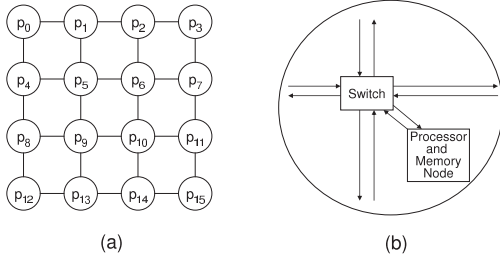 p0 p1 p2 p3
p4 p5 p6 p7
p8 p9 p10 p11
p12 p13 p14 p15
(a)
Switch
Processor
and
Memory
Node
(b)